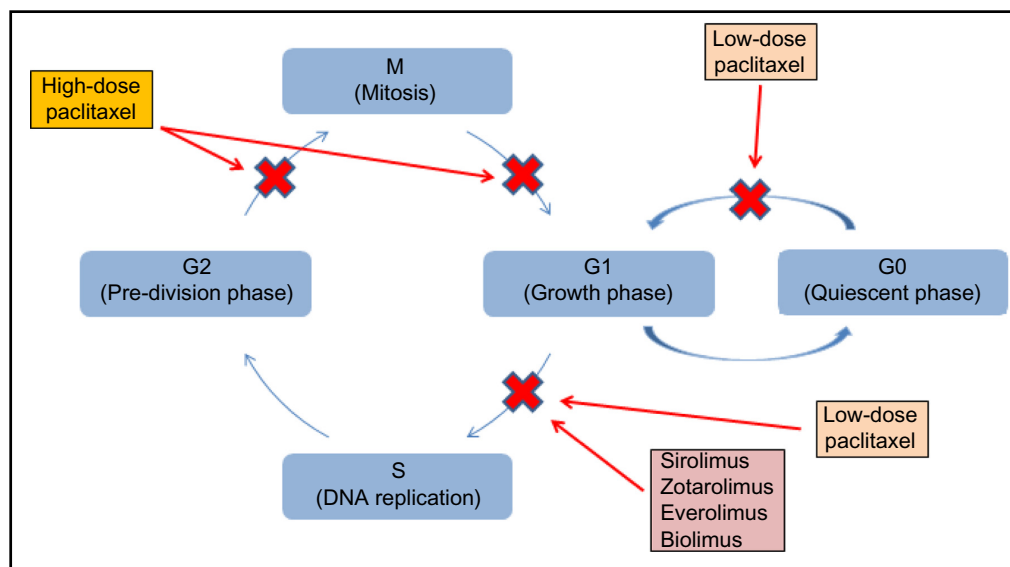 M
(Mitosis)
Low-dose
paclitaxel
High-dose
paclitaxel
G2
(Pre-division phase)
G1
(Growth phase)
G0
(Quiescent phase)
S
(DNA replication)
Low-dose
paclitaxel
Sirolimus
Zotarolimus
Everolimus
Biolimus